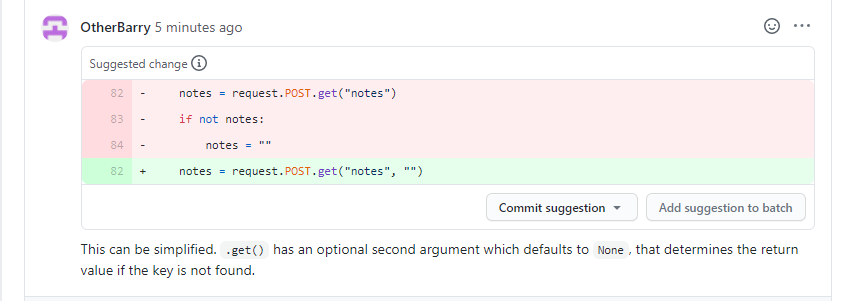 OtherBarry 5 minutes ago
Suggested change
82 - notes = request.POST.get("notes")
83 - if not notes:
84 - notes = ""
82 + notes = request.POST.get("notes", "")
Commit suggestion Add suggestion to batch
This can be simplified. .get() has an optional second argument which defaults to None, that determines the return
value if the key is not found.